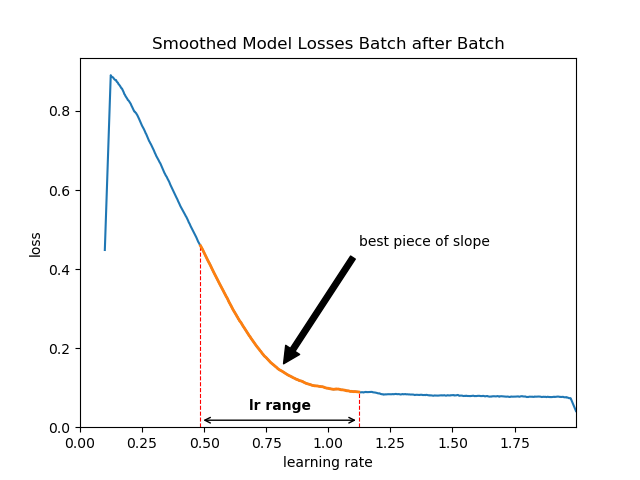 Smoothed Model Losses Batch after Batch
0.8
0.6
0.4
0.2
0.0
loss
best piece of slope
lr range
0.00 0.25 0.50 0.75 1.00 1.25 1.50 1.75
learning rate